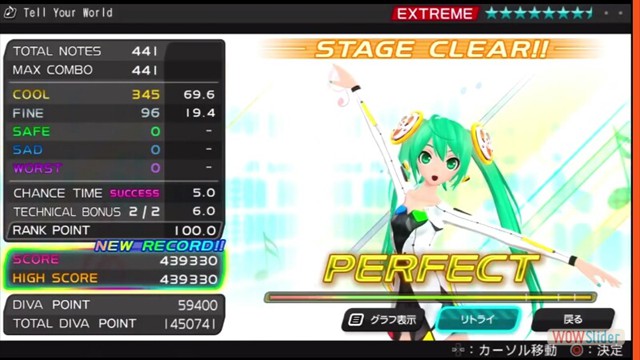 Tell Your World
EXTREME
STAGE CLEAR!!
TOTAL NOTES 441
MAX COMBO 441
COOL 345 69.6
FINE 96 19.4
SAFE 0 -
SAD 0 -
WORST 0 -
CHANCE TIME SUCCESS 5.0
TECHNICAL BONUS 2/2 6.0
RANK POINT 100.0
NEW RECORD!!
SCORE 439330
HIGH SCORE 439330
PERFECT
DIVA POINT 59400
TOTAL DIVA POINT 1450741
グラフ表示
リトライ
戻る
:カーソル移動 :決定
WOWSlider